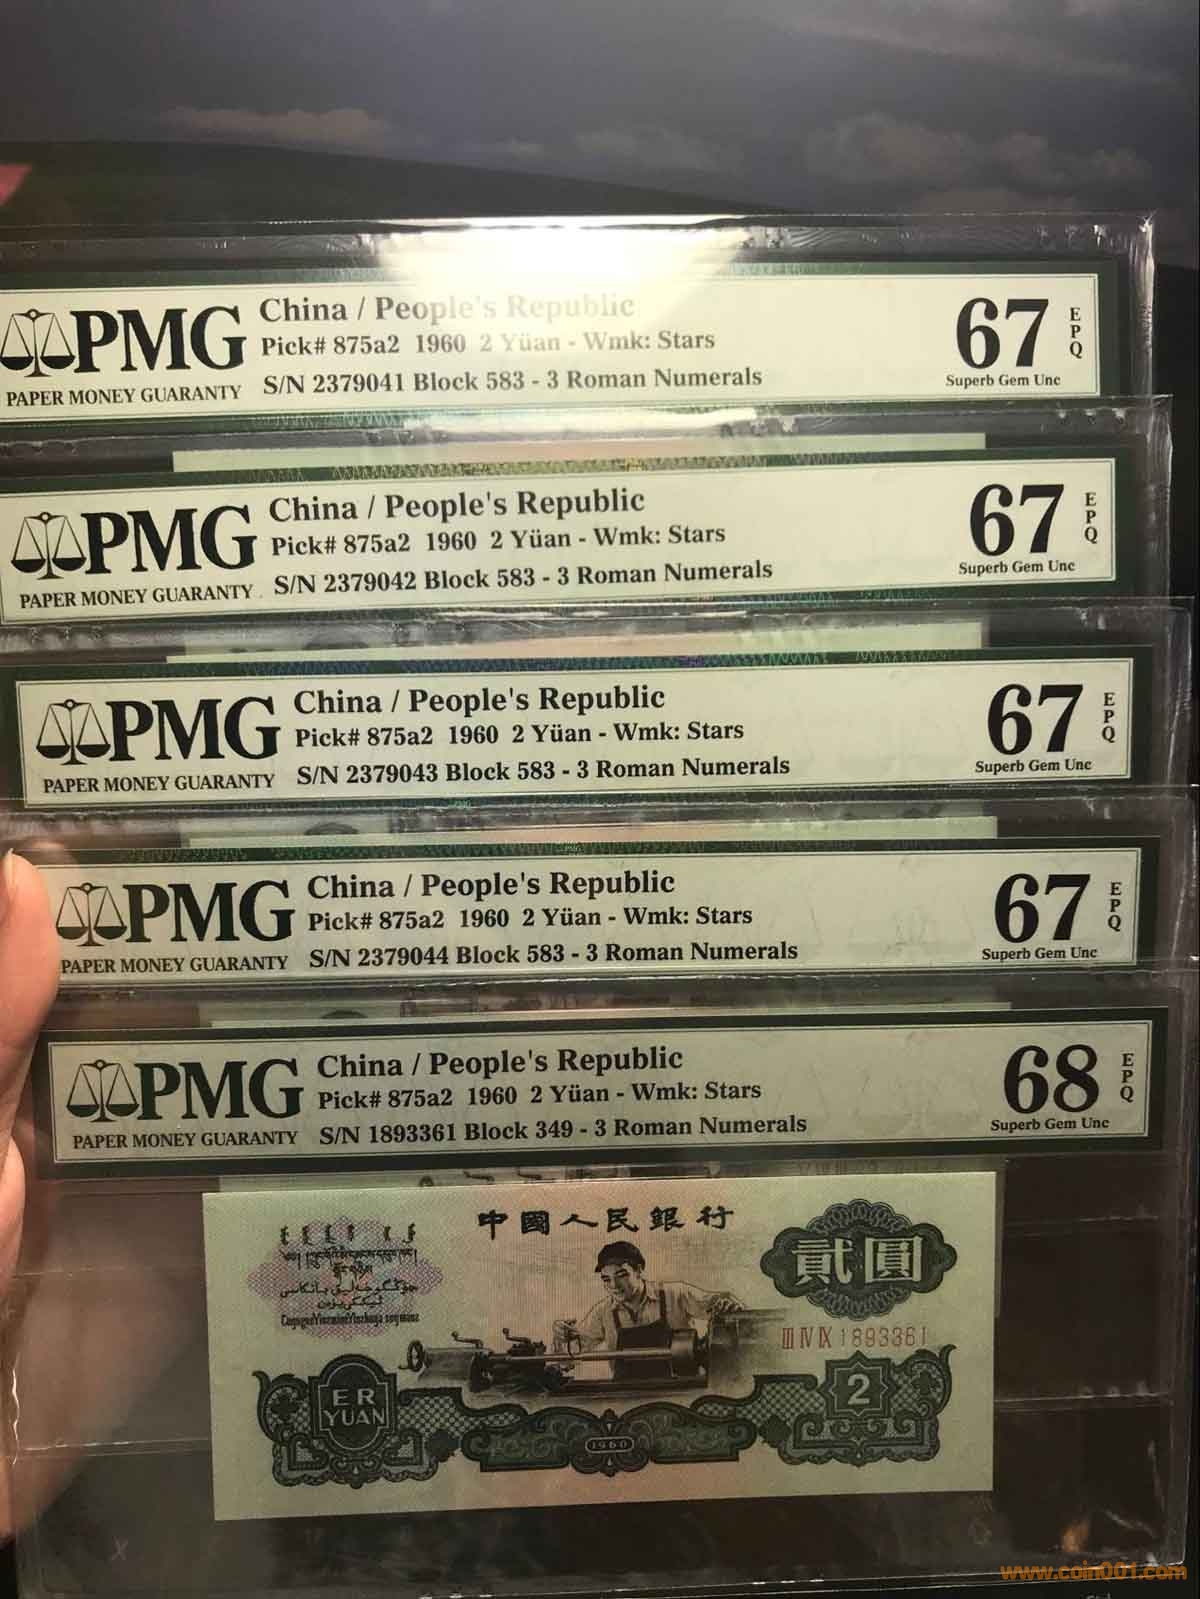 PMG
PAPER MONEY GUARANTY
China / People's Republic
Pick# 875a2 1960 2 Yüan - Wmk: Stars
S/N 2379041 Block 583 - 3 Roman Numerals
67
EPQ
Superb Gem Unc
PMG
PAPER MONEY GUARANTY
China / People's Republic
Pick# 875a2 1960 2 Yüan - Wmk: Stars
S/N 2379042 Block 583 - 3 Roman Numerals
67
EPQ
Superb Gem Unc
PMG
PAPER MONEY GUARANTY
China / People's Republic
Pick# 875a2 1960 2 Yüan - Wmk: Stars
S/N 2379043 Block 583 - 3 Roman Numerals
67
EPQ
Superb Gem Unc
PMG
PAPER MONEY GUARANTY
China / People's Republic
Pick# 875a2 1960 2 Yüan - Wmk: Stars
S/N 2379044 Block 583 - 3 Roman Numerals
67
EPQ
Superb Gem Unc
PMG
PAPER MONEY GUARANTY
China / People's Republic
Pick# 875a2 1960 2 Yüan - Wmk: Stars
S/N 1893361 Block 349 - 3 Roman Numerals
68
EPQ
Superb Gem Unc
中國人民銀行
貳圓
III IV IX 1893361
ER
YUAN
2
1960
www.coin001.com